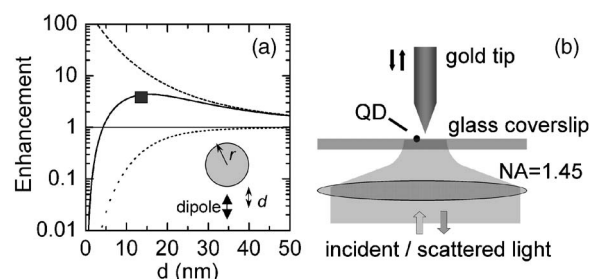 (a)
Enhancement
100
10
1
0.1
0.01
0 10 20 30 40 50
d (nm)
r
dipole
d
(b)
gold tip
QD
glass coverslip
NA=1.45
incident / scattered light